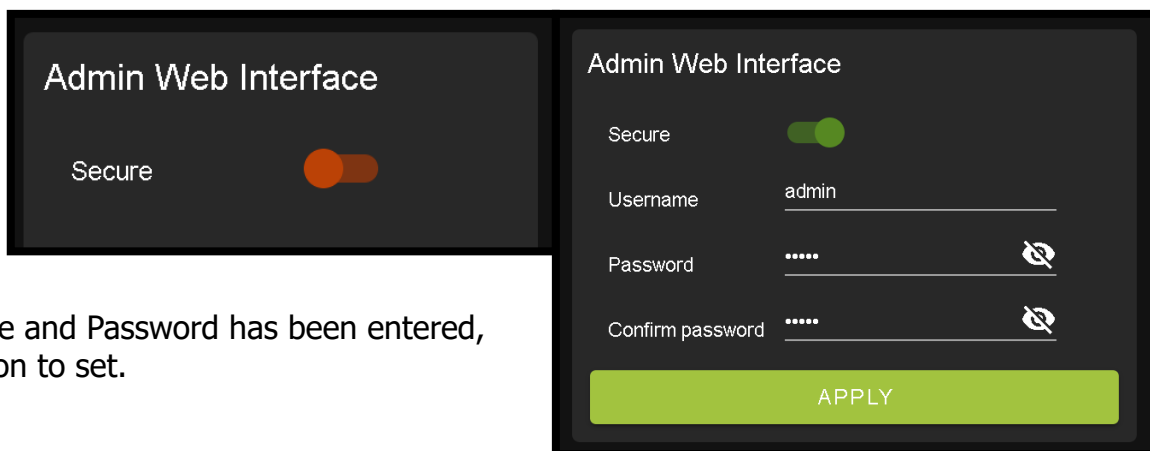 Admin Web Interface
Secure
e and Password has been entered,
on to set.
Admin Web Interface
Secure
Username admin
Password •••••
Confirm password •••••
APPLY